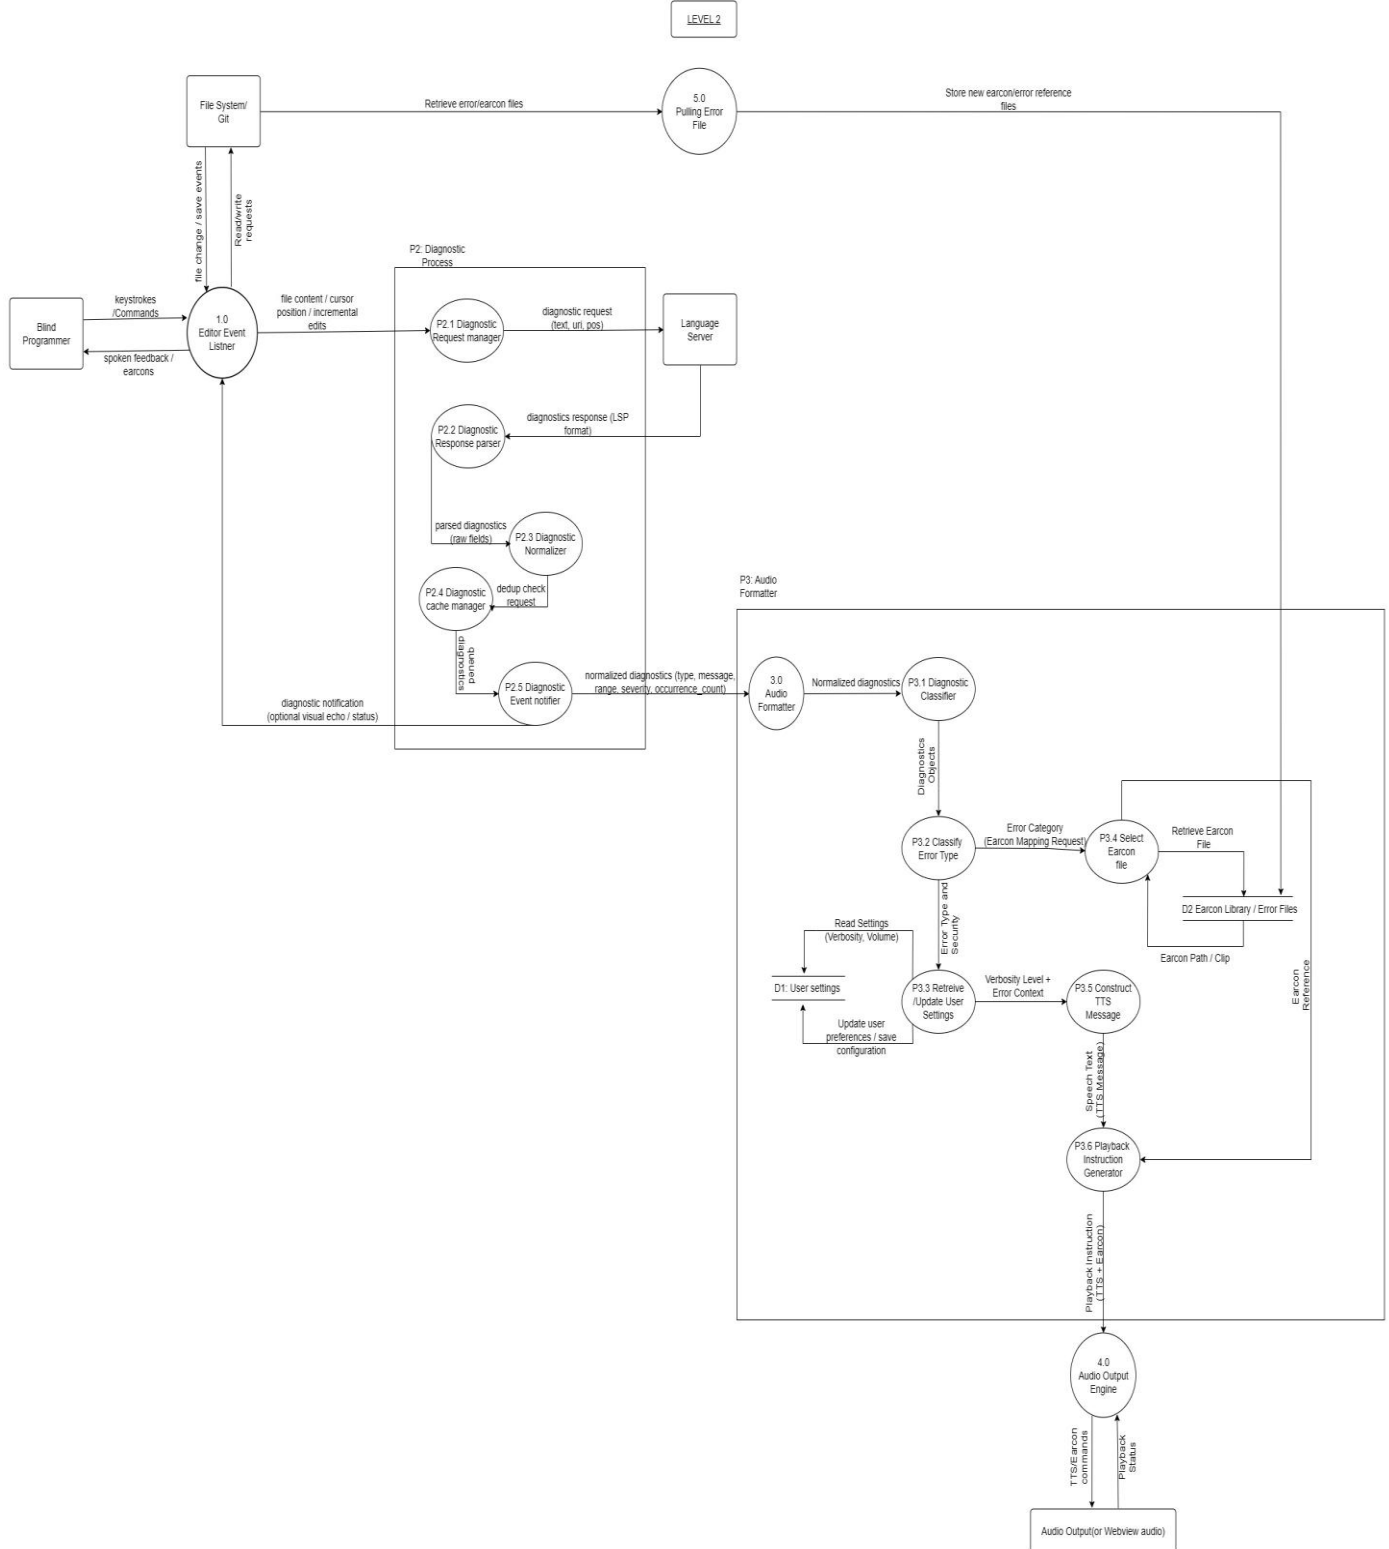 LEVEL 2
File System/
Git
Retrieve error/earcon files
5.0
Pulling Error
File
Store new earcon/error reference
files
file change / save events
Read/write
requests
P2: Diagnostic
Process
Blind
Programmer
keystrokes
/Commands
spoken feedback /
earcons
1.0
Editor Event
Listner
file content / cursor
position / incremental
edits
P2.1 Diagnostic
Request manager
diagnostic request
(text, uri, pos)
Language
Server
P2.2 Diagnostic
Response parser
diagnostics response (LSP
format)
parsed diagnostics
(raw fields)
P2.3 Diagnostic
Normalizer
P2.4 Diagnostic
cache manager
dedup check
request
queued
diagnostics
P2.5 Diagnostic
Event notifier
diagnostic notification
(optional visual echo / status)
normalized diagnostics (type, message,
range, severity, occurrence_count)
P3: Audio
Formatter
3.0
Audio
Formatter
Normalized diagnostics
P3.1 Diagnostic
Classifier
Diagnostics
Objects
P3.2 Classify
Error Type
Error Category
(Earcon Mapping Request)
P3.4 Select
Earcon
file
Retrieve Earcon
File
D2 Earcon Library / Error Files
Earcon Path / Clip
Error Type and
Security
Read Settings
(Verbosity, Volume)
D1: User settings
Update user
preferences / save
configuration
P3.3 Retreive
/Update User
Settings
Verbosity Level +
Error Context
P3.5 Construct
TTS
Message
Earcon
Reference
Speech Text
(TTS Message)
P3.6 Playback
Instruction
Generator
Playback Instruction
(TTS + Earcon)
4.0
Audio Output
Engine
TTS/Earcon
commands
Playback
Status
Audio Output(or Webview audio)